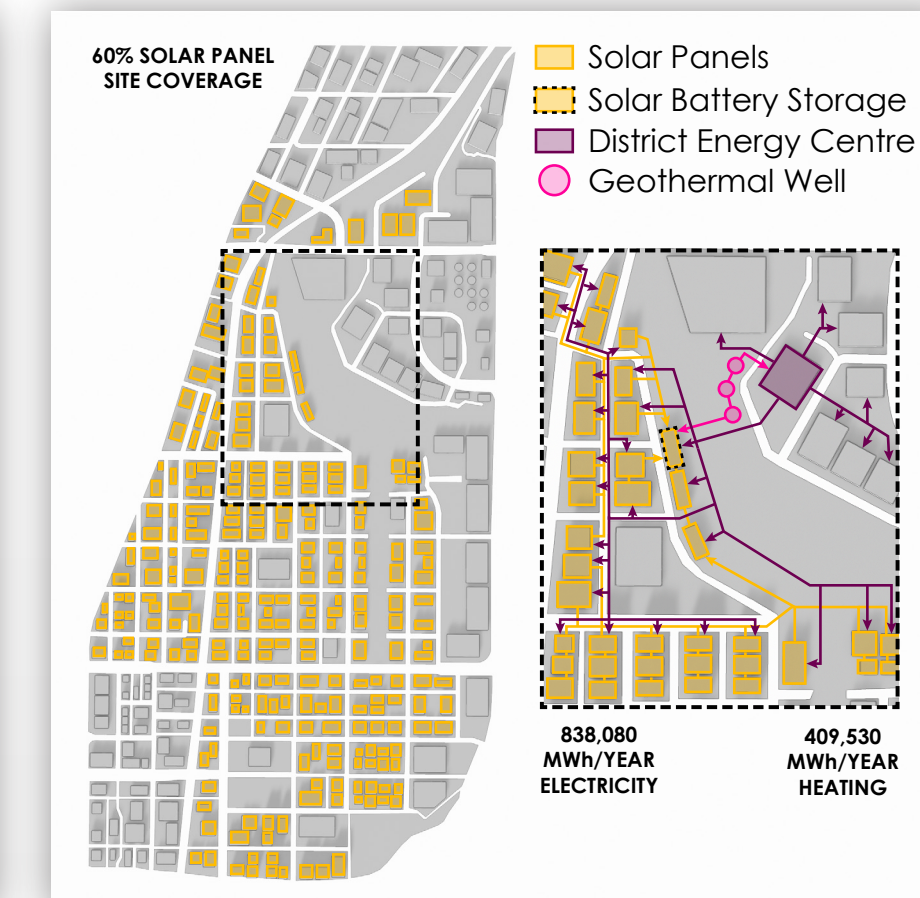 60% SOLAR PANEL
SITE COVERAGE
Solar Panels
Solar Battery Storage
District Energy Centre
Geothermal Well
838,080
MWh/YEAR
ELECTRICITY
409,530
MWh/YEAR
HEATING